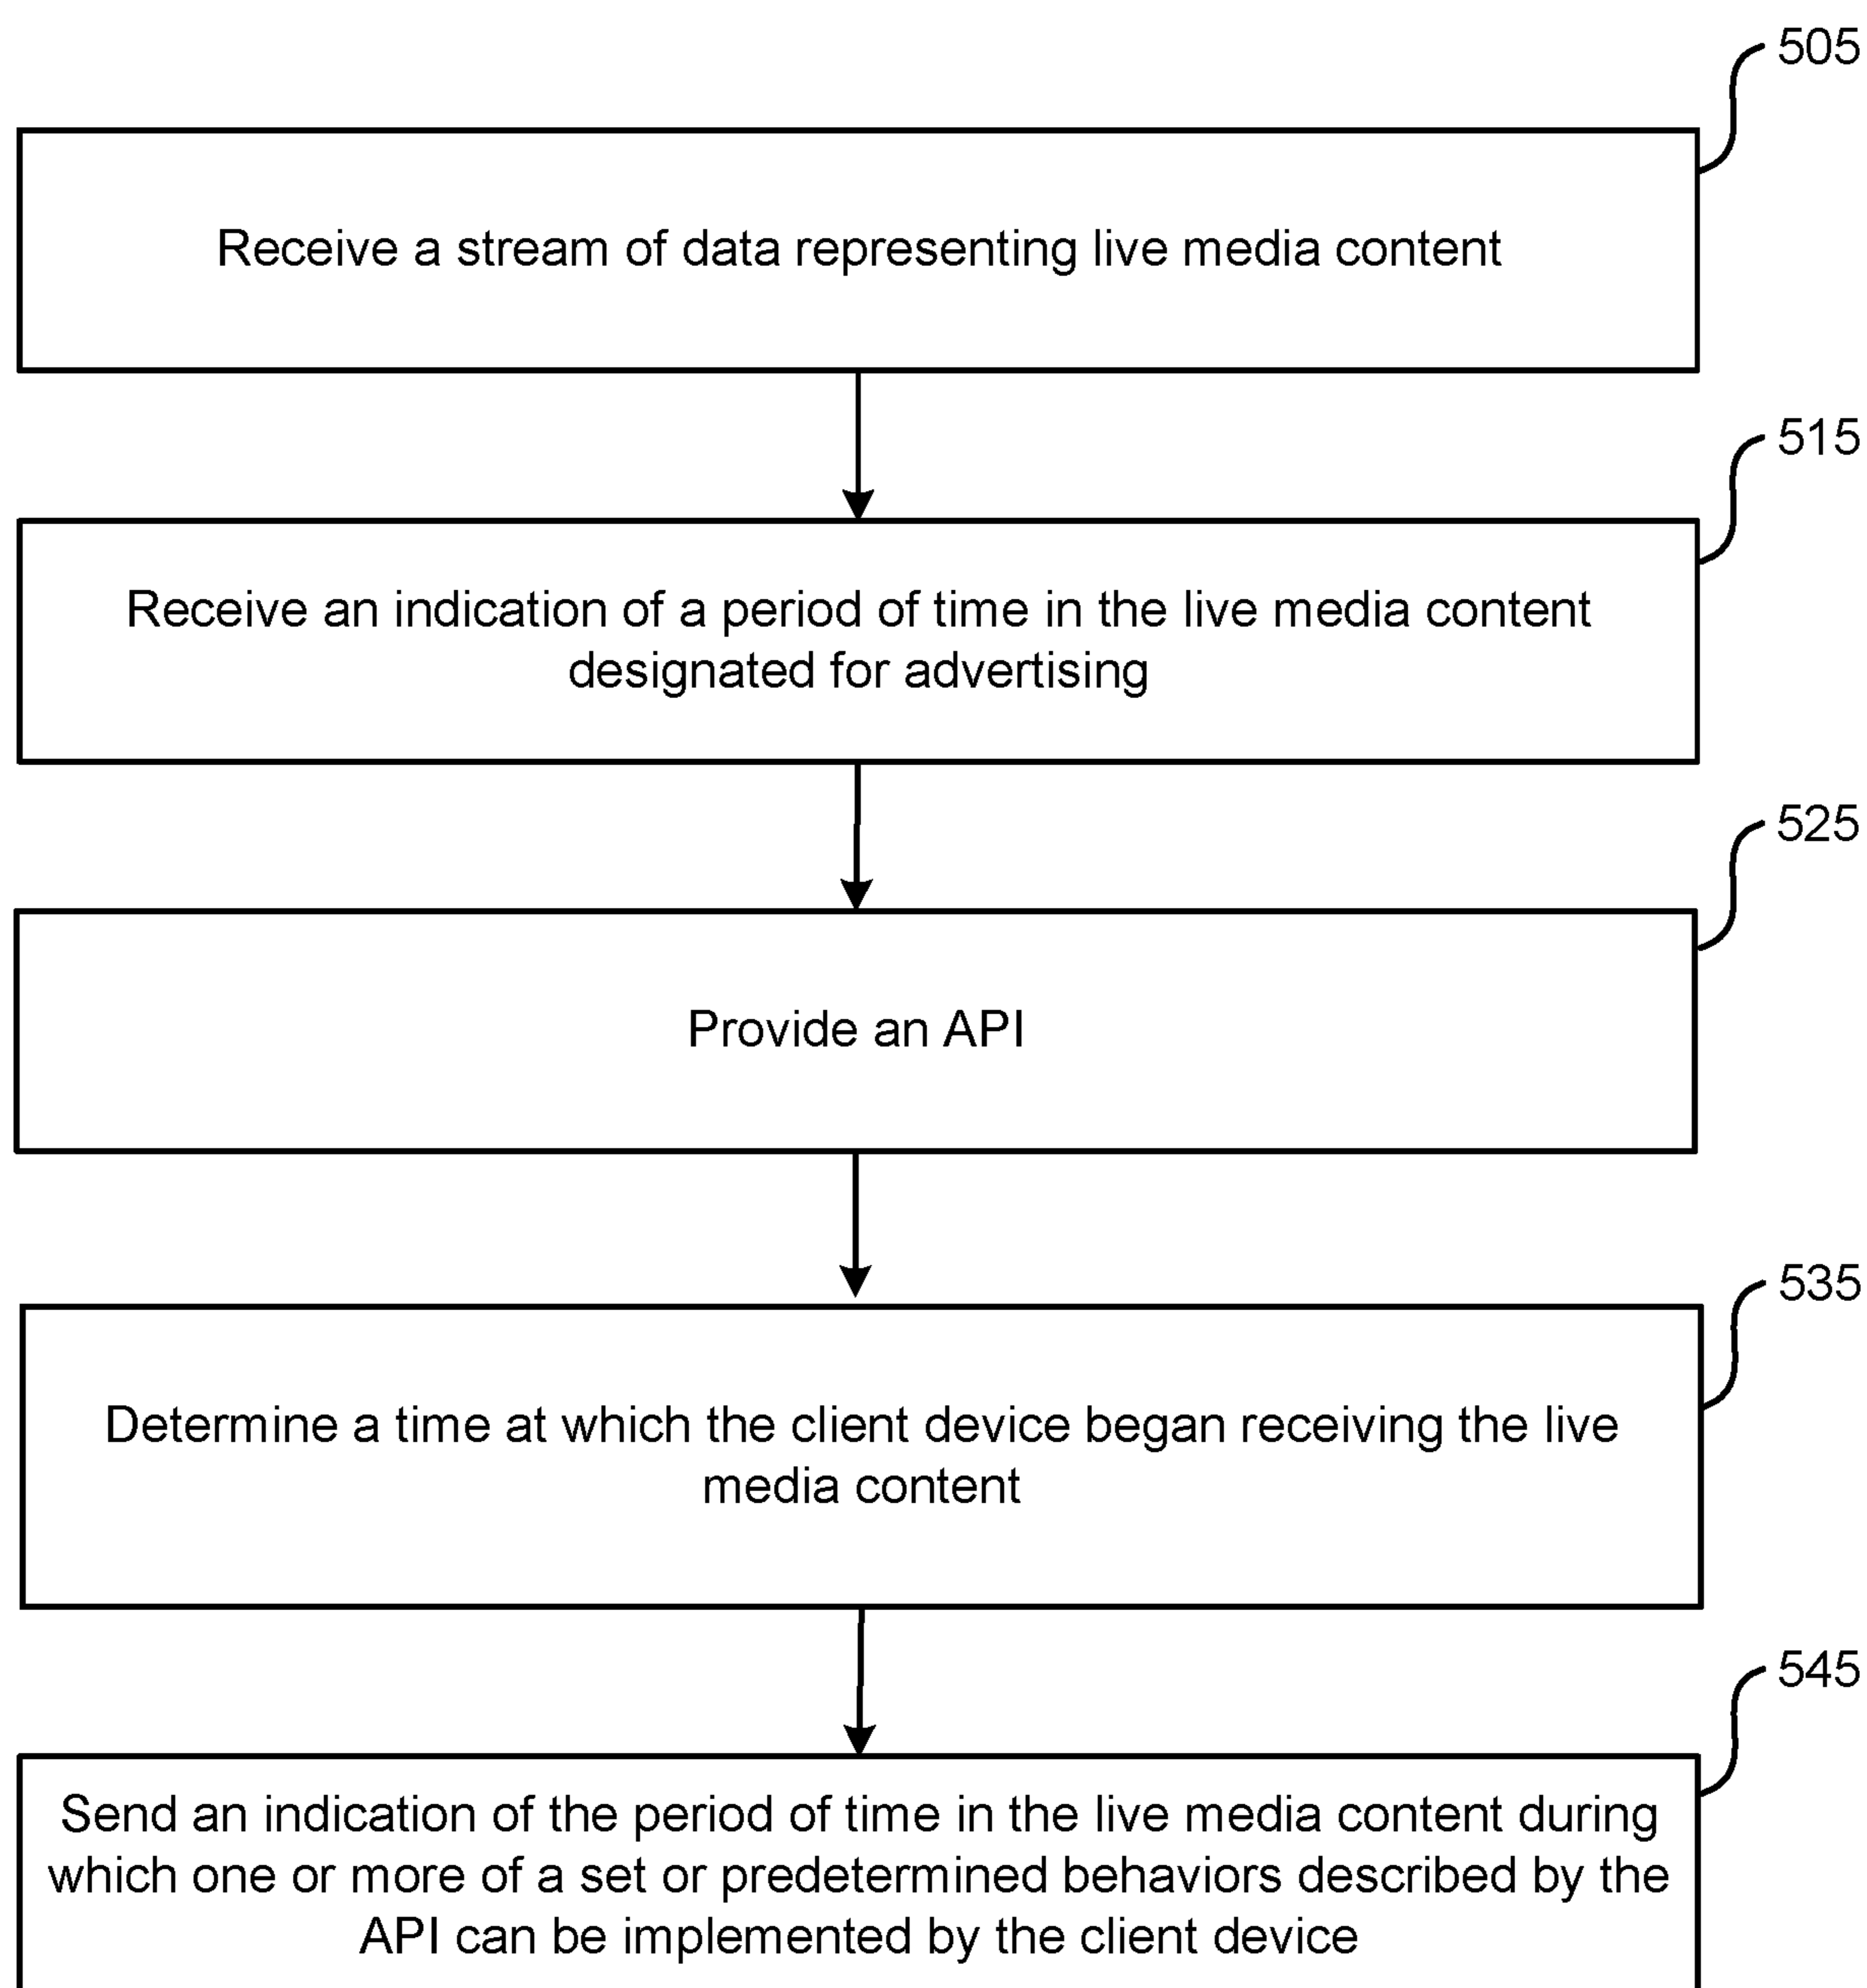 505
Receive a stream of data representing live media content
515
Receive an indication of a period of time in the live media content
designated for advertising
525
Provide an API
535
Determine a time at which the client device began receiving the live
media content
545
Send an indication of the period of time in the live media content during
which one or more of a set or predetermined behaviors described by the
API can be implemented by the client device